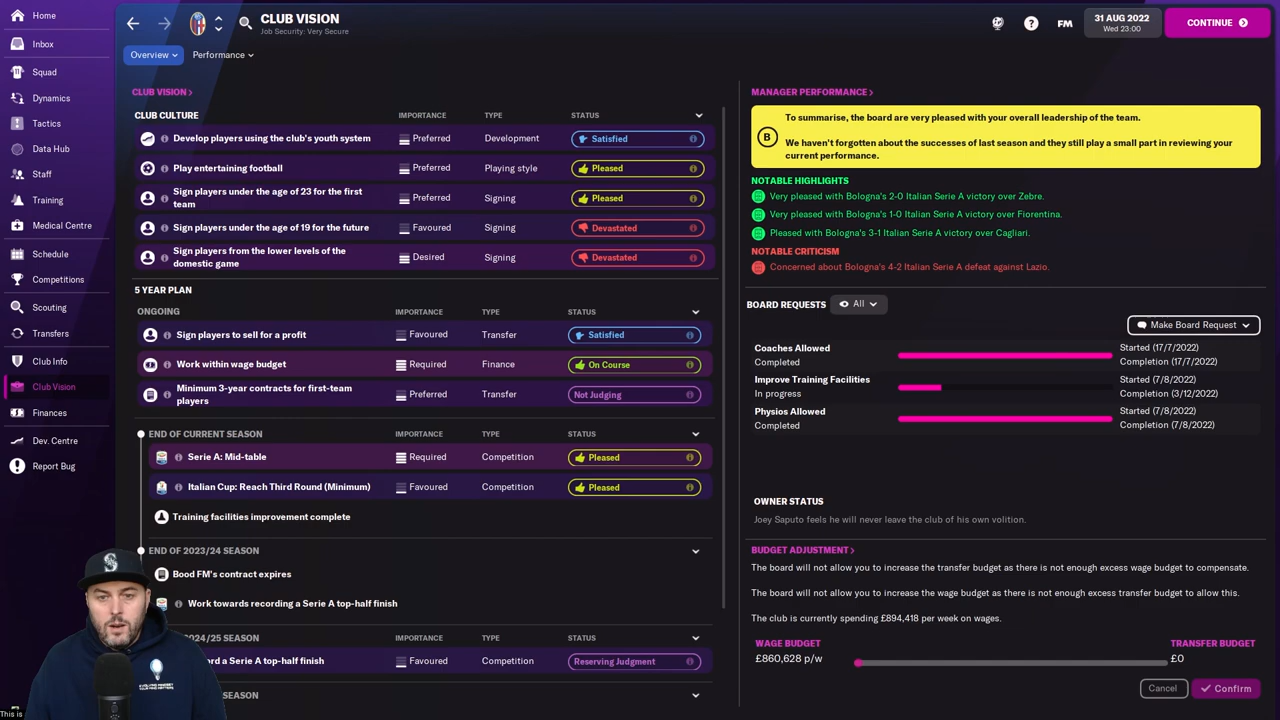 Home
Inbox
Squad
Dynamics
Tactics
Data Hub
Staff
Training
Medical Centre
Schedule
Competitions
Scouting
Transfers
Club Info
Club Vision
Finances
Dev. Centre
Report Bug
This is
CLUB VISION
Job Security: Very Secure
FM
31 AUG 2022
Wed 23:00
CONTINUE
Overview
Performance
CLUB VISION >
CLUB CULTURE IMPORTANCE TYPE STATUS
Develop players using the club's youth system Preferred Development Satisfied
Play entertaining football Preferred Playing style Pleased
Sign players under the age of 23 for the first
team Preferred Signing Pleased
Sign players under the age of 19 for the future Favoured Signing Devastated
Sign players from the lower levels of the
domestic game Desired Signing Devastated
5 YEAR PLAN
ONGOING IMPORTANCE TYPE STATUS
Sign players to sell for a profit Favoured Transfer Satisfied
Work within wage budget Required Finance On Course
Minimum 3-year contracts for first-team
players Preferred Transfer Not Judging
END OF CURRENT SEASON IMPORTANCE TYPE STATUS
Serie A: Mid-table Required Competition Pleased
Italian Cup: Reach Third Round (Minimum) Favoured Competition Pleased
Training facilities improvement complete
END OF 2023/24 SEASON
Bood FM's contract expires
Work towards recording a Serie A top-half finish
2024/25 SEASON IMPORTANCE TYPE STATUS
a Serie A top-half finish Favoured Competition Reserving Judgment
SEASON
MANAGER PERFORMANCE >
B
To summarise, the board are very pleased with your overall leadership of the team.
We haven't forgotten about the successes of last season and they still play a small part in reviewing your
current performance.
NOTABLE HIGHLIGHTS
Very pleased with Bologna's 2-0 Italian Serie A victory over Zebre.
Very pleased with Bologna's 1-0 Italian Serie A victory over Fiorentina.
Pleased with Bologna's 3-1 Italian Serie A victory over Cagliari.
NOTABLE CRITICISM
Concerned about Bologna's 4-2 Italian Serie A defeat against Lazio.
BOARD REQUESTS All
Make Board Request
Coaches Allowed Started (17/7/2022)
Completed Completion (17/7/2022)
Improve Training Facilities Started (7/8/2022)
In progress Completion (3/12/2022)
Physios Allowed Started (7/8/2022)
Completed Completion (7/8/2022)
OWNER STATUS
Joey Saputo feels he will never leave the club of his own volition.
BUDGET ADJUSTMENT >
The board will not allow you to increase the transfer budget as there is not enough excess wage budget to compensate.
The board will not allow you to increase the wage budget as there is not enough excess transfer budget to allow this.
The club is currently spending £894,418 per week on wages.
WAGE BUDGET TRANSFER BUDGET
£860,628 p/w £0
Cancel Confirm